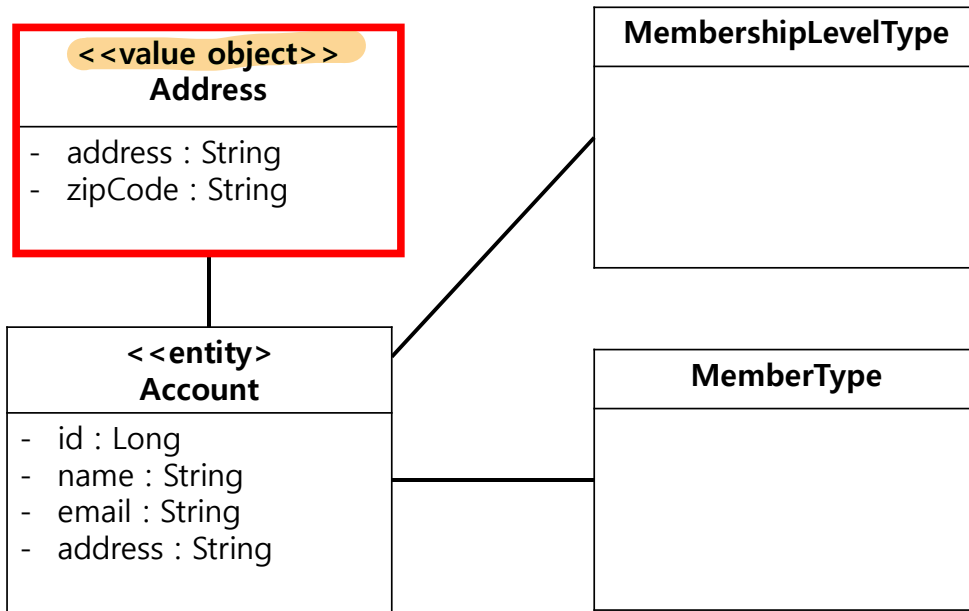 <<value object>>
Address
- address : String
- zipCode : String
MembershipLevelType
<<entity>
Account
- id : Long
- name : String
- email : String
- address : String
MemberType